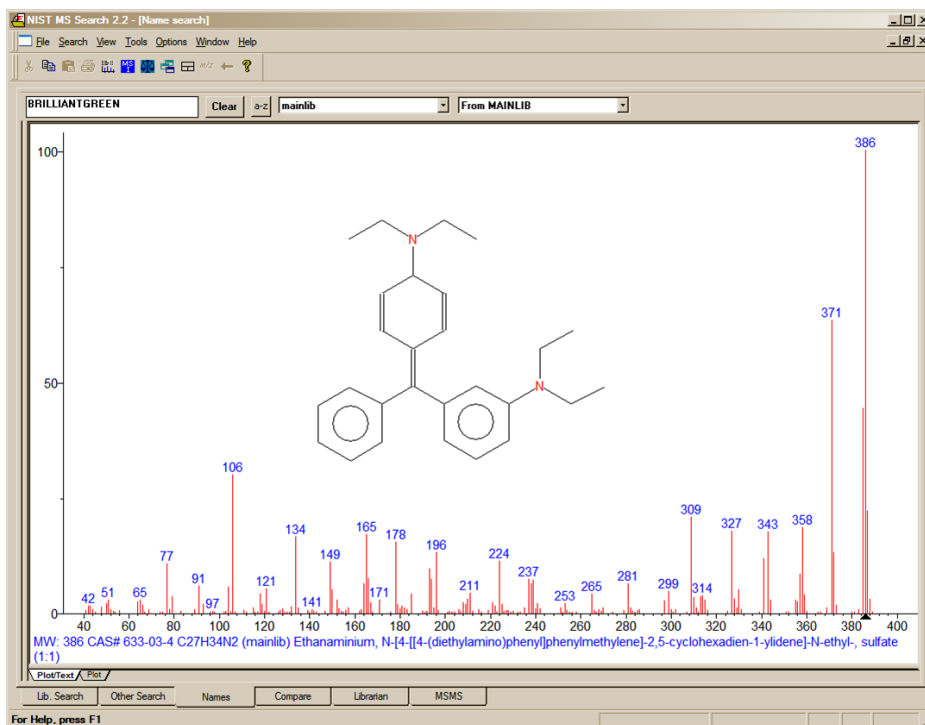 NIST MS Search 2.2 - [Name search]
File Search View Tools Options Window Help
m/z
BRILLIANTGREEN Clear a-z mainlib From MAINLIB
100
50
386
371
106
309
358
327
343
165
134
178
196
149
224
77
237
281
91
121
265
299
314
253
211
171
141
97
65
51
42
N
N
40 60 80 100 120 140 160 180 200 220 240 260 280 300 320 340 360 380 400
MW: 386 CAS# 633-03-4 C27H34N2 (mainlib) Ethanaminium, N-[4-[[4-(diethylamino)phenyl]phenylmethylene]-2,5-cyclohexadien-1-ylidene]-N-ethyl-, sulfate
(1:1)
Plot/Text Plot
Lib. Search Other Search Names Compare Librarian MSMS
For Help, press F1